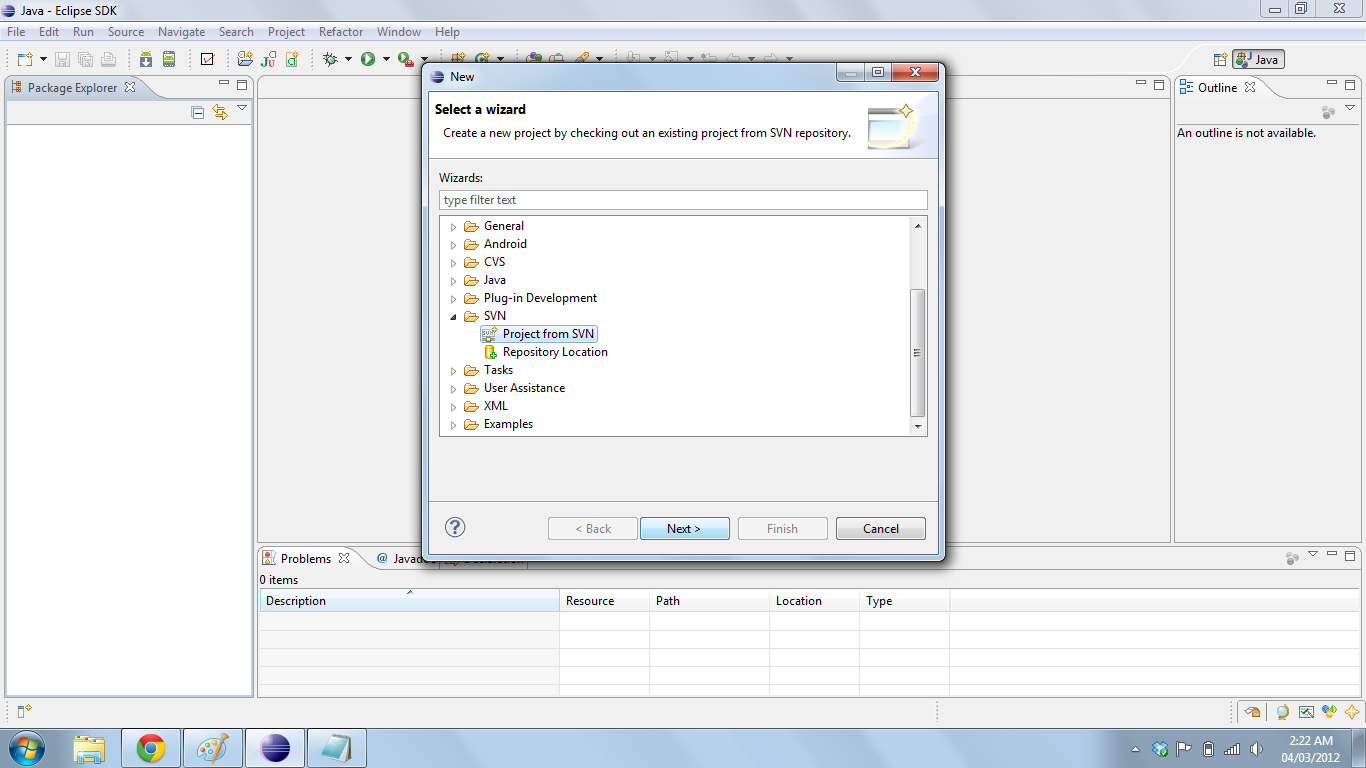 Java - Eclipse SDK
File Edit Run Source Navigate Search Project Refactor Window Help
Java
Package Explorer
Outline
An outline is not available.
New
Select a wizard
Create a new project by checking out an existing project from SVN repository.
Wizards:
type filter text
General
Android
CVS
Java
Plug-in Development
SVN
Project from SVN
Repository Location
Tasks
User Assistance
XML
Examples
< Back Next > Finish Cancel
Problems @ Javadoc Declaration
0 items
Description Resource Path Location Type
2:22 AM
04/03/2012